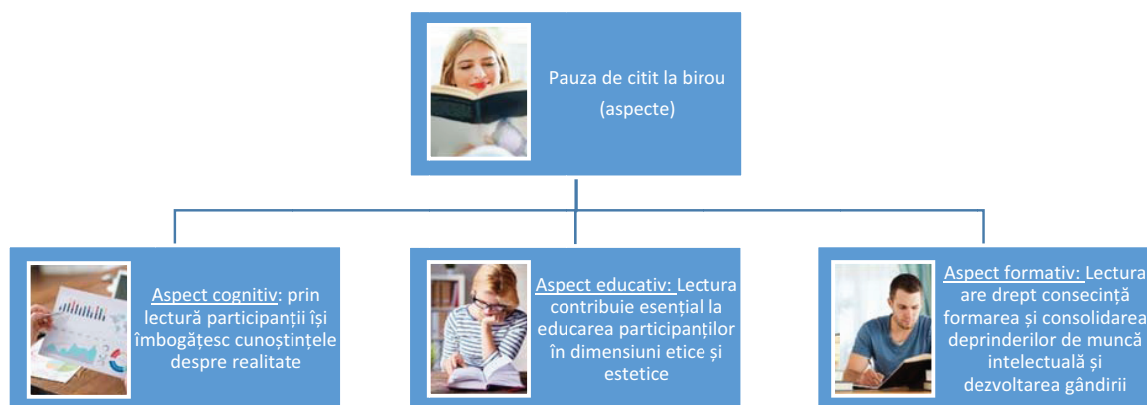 Pauza de citit la birou
(aspecte)
Aspect cognitiv: prin
lectură participanții își
îmbogățesc cunoștințele
despre realitate
Aspect educativ: Lectura
contribuie esențial la
educarea participanților
în dimensiuni etice și
estetice
Aspect formativ: Lectura
are drept consecință
formarea și consolidarea
deprinderilor de muncă
intelectuală și
dezvoltarea gândirii